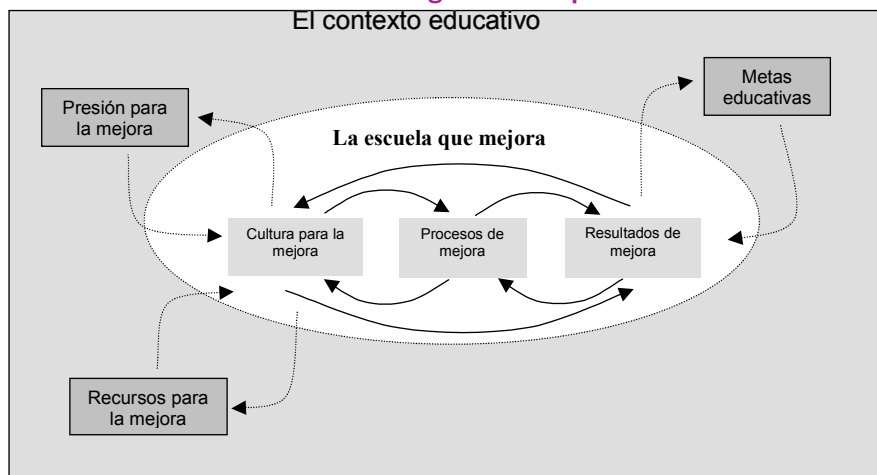 El contexto educativo
Metas
educativas
Presión para
la mejora
La escuela que mejora
Cultura para la
mejora
Procesos de
mejora
Resultados de
mejora
Recursos para
la mejora